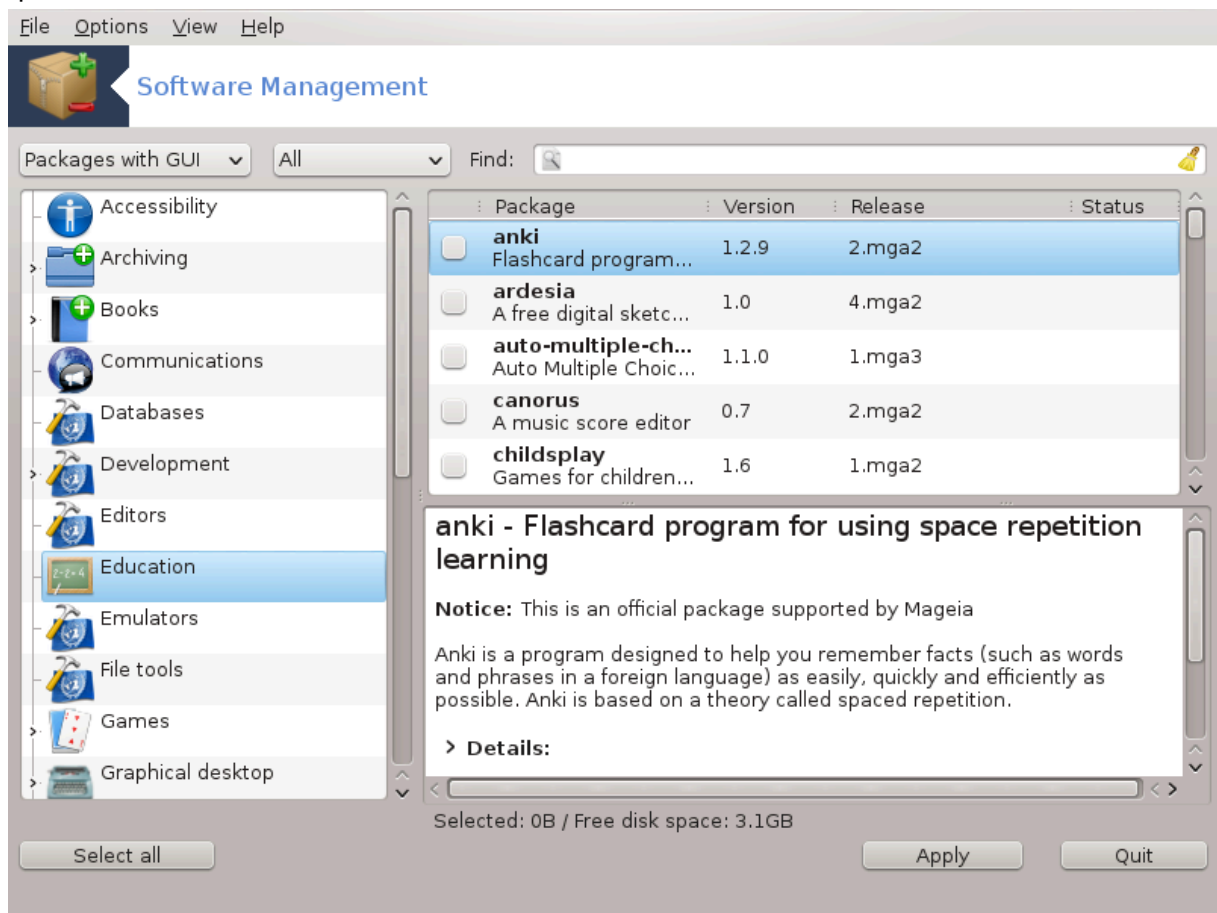 File Options View Help
Software Management
Packages with GUI All Find:
Accessibility
Archiving
Books
Communications
Databases
Development
Editors
Education
Emulators
File tools
Games
Graphical desktop
Package Version Release Status
anki
Flashcard program... 1.2.9 2.mga2
ardesia
A free digital sketc... 1.0 4.mga2
auto-multiple-ch...
Auto Multiple Choic... 1.1.0 1.mga3
canorus
A music score editor 0.7 2.mga2
childsplay
Games for children... 1.6 1.mga2
anki - Flashcard program for using space repetition
learning
Notice: This is an official package supported by Mageia
Anki is a program designed to help you remember facts (such as words
and phrases in a foreign language) as easily, quickly and efficiently as
possible. Anki is based on a theory called spaced repetition.
Details:
Selected: 0B / Free disk space: 3.1GB
Select all Apply Quit